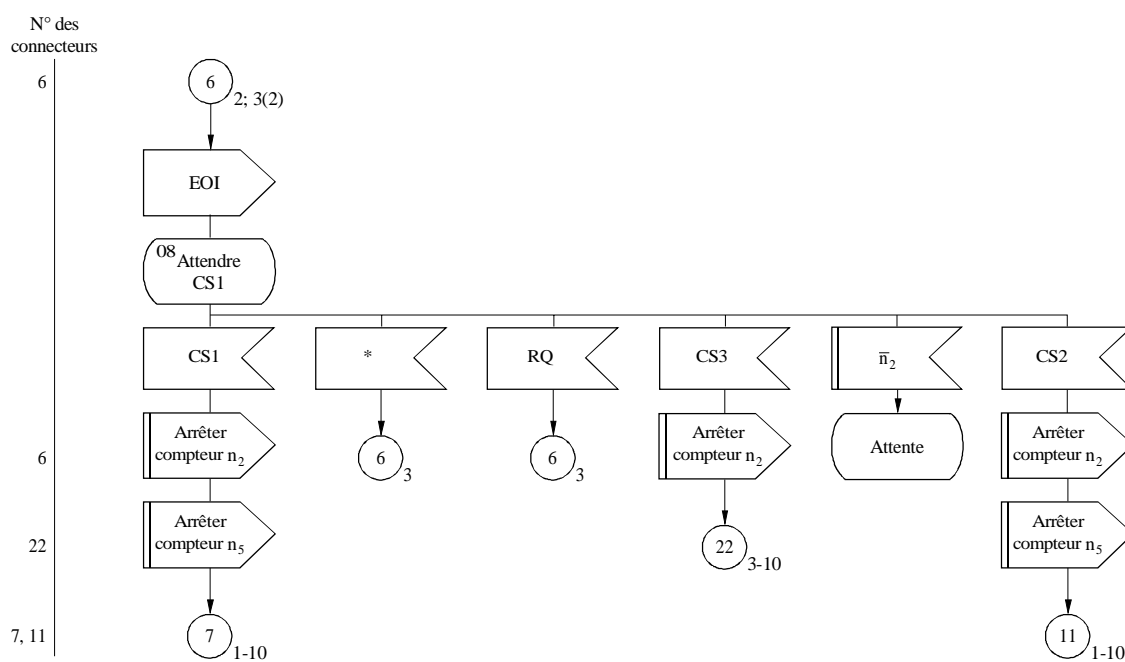 N° des
connecteurs
6
6
2; 3(2)
EOI
08
Attendre
CS1
CS1
*
RQ
CS3
n̅2
CS2
Arrêter
compteur n2
6
3
6
3
Arrêter
compteur n2
Attente
Arrêter
compteur n2
6
Arrêter
compteur n5
22
3-10
Arrêter
compteur n5
22
7, 11
7
1-10
11
1-10